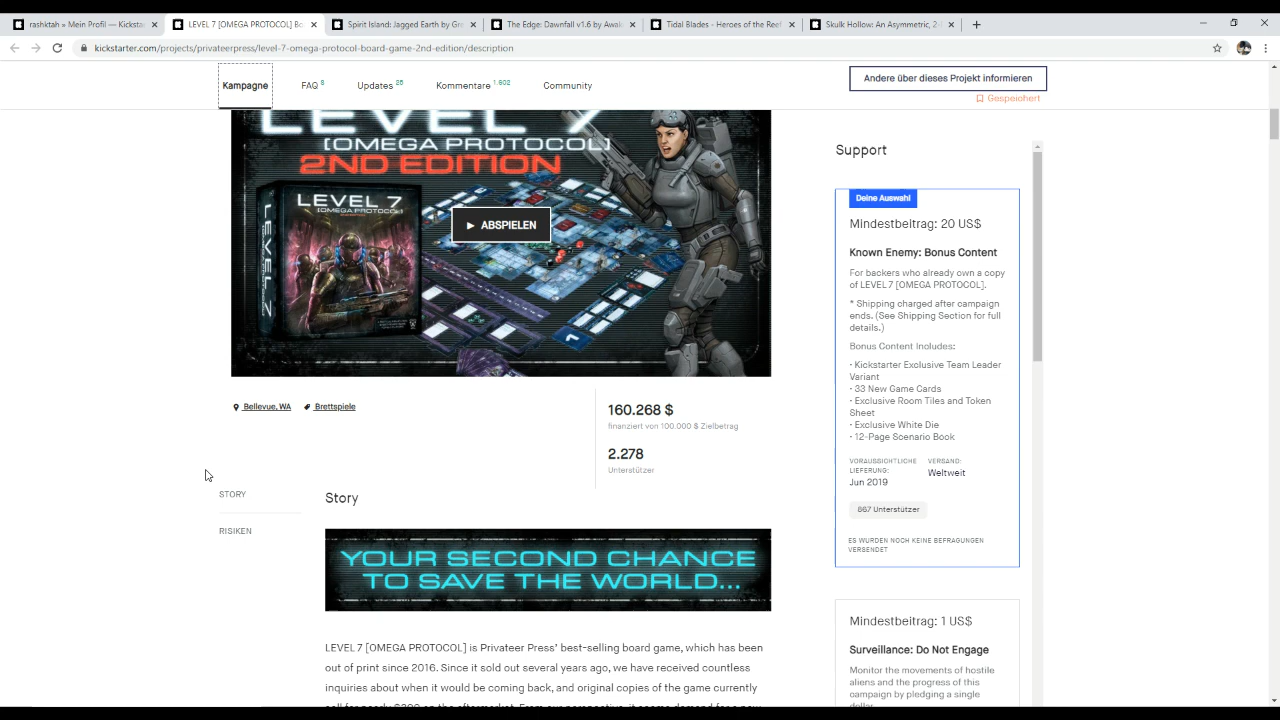 rashktah » Mein Profil — Kicksta
LEVEL 7 [OMEGA PROTOCOL] Bo
Spirit Island: Jagged Earth by Gre
The Edge: Dawnfall v1.6 by Awak
Tidal Blades - Heroes of the Reef
Skulk Hollow: An Asymmetric, 2-
kickstarter.com/projects/privateerpress/level-7-omega-protocol-board-game-2nd-edition/description
Kampagne
FAQ 8
Updates 26
Kommentare 1.602
Community
Andere über dieses Projekt informieren
Gespeichert
LEVEL 7
[OMEGA PROTOCOL]
2ND EDITION
LEVEL 7
[OMEGA PROTOCOL]
LEVEL 7
ABSPIELEN
Bellevue, WA
Brettspiele
160.268 $
finanziert von 100.000 $ Zielbetrag
2.278
Unterstützer
STORY
RISIKEN
Story
YOUR SECOND CHANCE
TO SAVE THE WORLD...
LEVEL 7 [OMEGA PROTOCOL] is Privateer Press' best-selling board game, which has been
out of print since 2016. Since it sold out several years ago, we have received countless
inquiries about when it would be coming back, and original copies of the game currently
Support
Deine Auswahl
Mindestbeitrag: 20 US$
Known Enemy: Bonus Content
For backers who already own a copy
of LEVEL 7 [OMEGA PROTOCOL].
* Shipping charged after campaign
ends. (See Shipping Section for full
details.)
Bonus Content Includes:
• Kickstarter Exclusive Team Leader
Variant
• 33 New Game Cards
• Exclusive Room Tiles and Token
Sheet
• Exclusive White Die
• 12-Page Scenario Book
VORAUSSICHTLICHE
LIEFERUNG:
Jun 2019
VERSAND:
Weltweit
867 Unterstützer
ES WURDEN NOCH KEINE BEFRAGUNGEN
VERSENDET
Mindestbeitrag: 1 US$
Surveillance: Do Not Engage
Monitor the movements of hostile
aliens and the progress of this
campaign by pledging a single
dollar